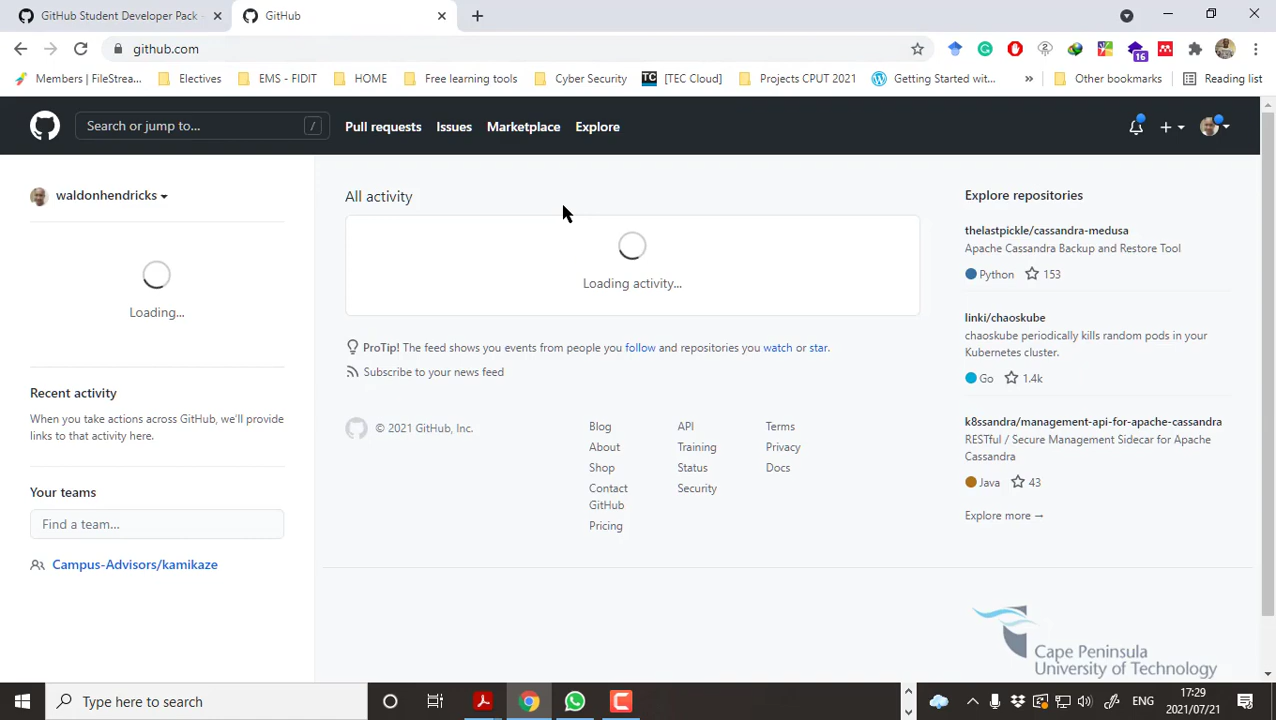 GitHub Student Developer Pack
GitHub
github.com
16
Members | FileStrea...
Electives
EMS - FIDIT
HOME
Free learning tools
Cyber Security
TC
[TEC Cloud]
Projects CPUT 2021
Getting Started wit...
»
Other bookmarks
Reading list
Search or jump to...
/
Pull requests
Issues
Marketplace
Explore
waldonhendricks
Loading...
Recent activity
When you take actions across GitHub, we'll provide
links to that activity here.
Your teams
Find a team...
Campus-Advisors/kamikaze
All activity
Loading activity...
ProTip! The feed shows you events from people you follow and repositories you watch or star.
Subscribe to your news feed
© 2021 GitHub, Inc.
Blog
About
Shop
Contact
GitHub
Pricing
API
Training
Status
Security
Terms
Privacy
Docs
Explore repositories
thelastpickle/cassandra-medusa
Apache Cassandra Backup and Restore Tool
Python 153
linki/chaoskube
chaoskube periodically kills random pods in your
Kubernetes cluster.
Go 1.4k
k8ssandra/management-api-for-apache-cassandra
RESTful / Secure Management Sidecar for Apache
Cassandra
Java 43
Explore more →
Cape Peninsula
University of Technology
Type here to search
ENG
17:29
2021/07/21